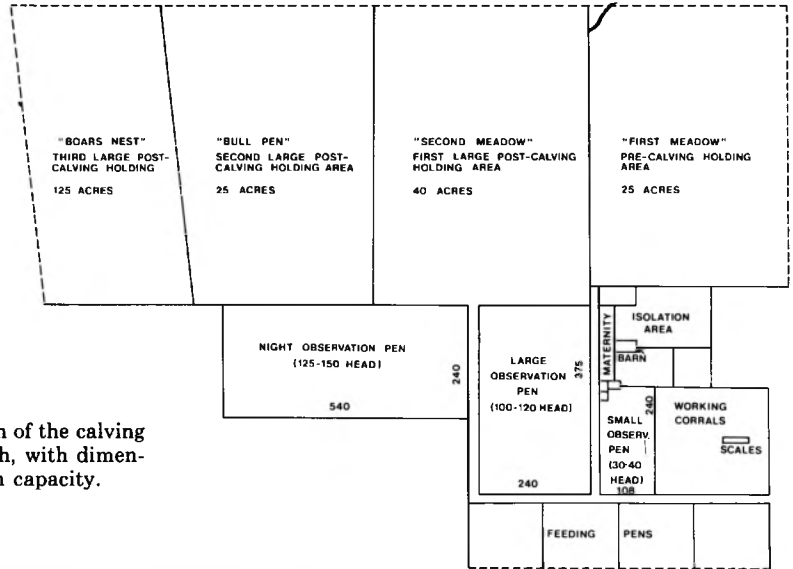 "BOARS NEST"
THIRD LARGE POST-
CALVING HOLDING
125 ACRES
"BULL PEN"
SECOND LARGE POST-
CALVING HOLDING AREA
25 ACRES
"SECOND MEADOW"
FIRST LARGE POST-CALVING
HOLDING AREA
40 ACRES
"FIRST MEADOW"
PRE-CALVING HOLDING
AREA
25 ACRES
NIGHT OBSERVATION PEN
(125-150 HEAD)
240
540
LARGE
OBSERVATION
PEN
(100-120 HEAD)
375
240
MATERNITY
ISOLATION
AREA
BARN
SMALL
OBSERV.
PEN
(30-40
HEAD)
240
108
WORKING
CORRALS
SCALES
FEEDING PENS
n of the calving
h, with dimen-
n capacity.